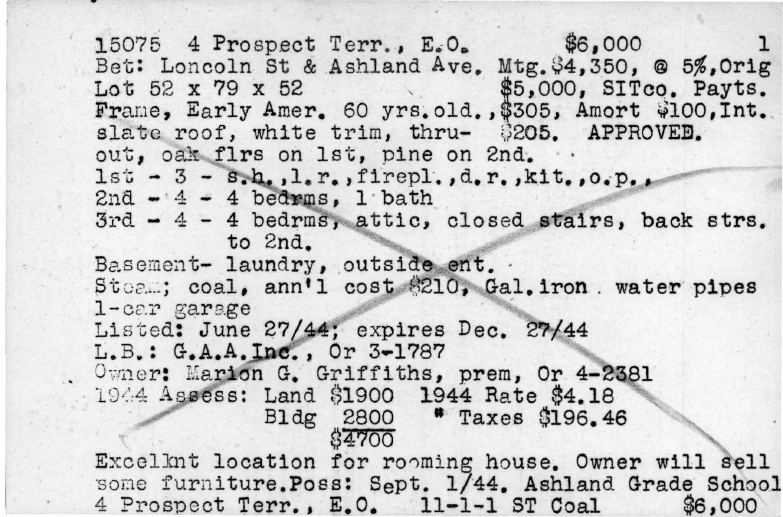 15075  4 Prospect Terr., E.O.  $6,000  1
Bet: Loncoln St & Ashland Ave. Mtg.$4,350, @ 5%,Orig
Lot 52 x 79 x 52  $5,000, SITco. Payts.
Frame, Early Amer. 60 yrs.old.,$305, Amort $100,Int.
slate roof, white trim, thru-  $205. APPROVED.
out, oak flrs on 1st, pine on 2nd.
1st - 3 - s.h.,l.r.,firepl.,d.r.,kit.,o.p.,
2nd - 4 - 4 bedrms, 1 bath
3rd - 4 - 4 bedrms, attic, closed stairs, back strs.
to 2nd.
Basement- laundry, outside ent.
Steam; coal, ann'l cost $210, Gal.iron water pipes
1-car garage
Listed: June 27/44; expires Dec. 27/44
L.B.: G.A.A.Inc., Or 3-1787
Owner: Marion G. Griffiths, prem, Or 4-2381
1944 Assess: Land $1900  1944 Rate $4.18
Bldg 2800  " Taxes $196.46
$4700
Excellnt location for rooming house. Owner will sell
some furniture.Poss: Sept. 1/44. Ashland Grade School
4 Prospect Terr., E.O.  11-1-1 ST Coal  $6,000